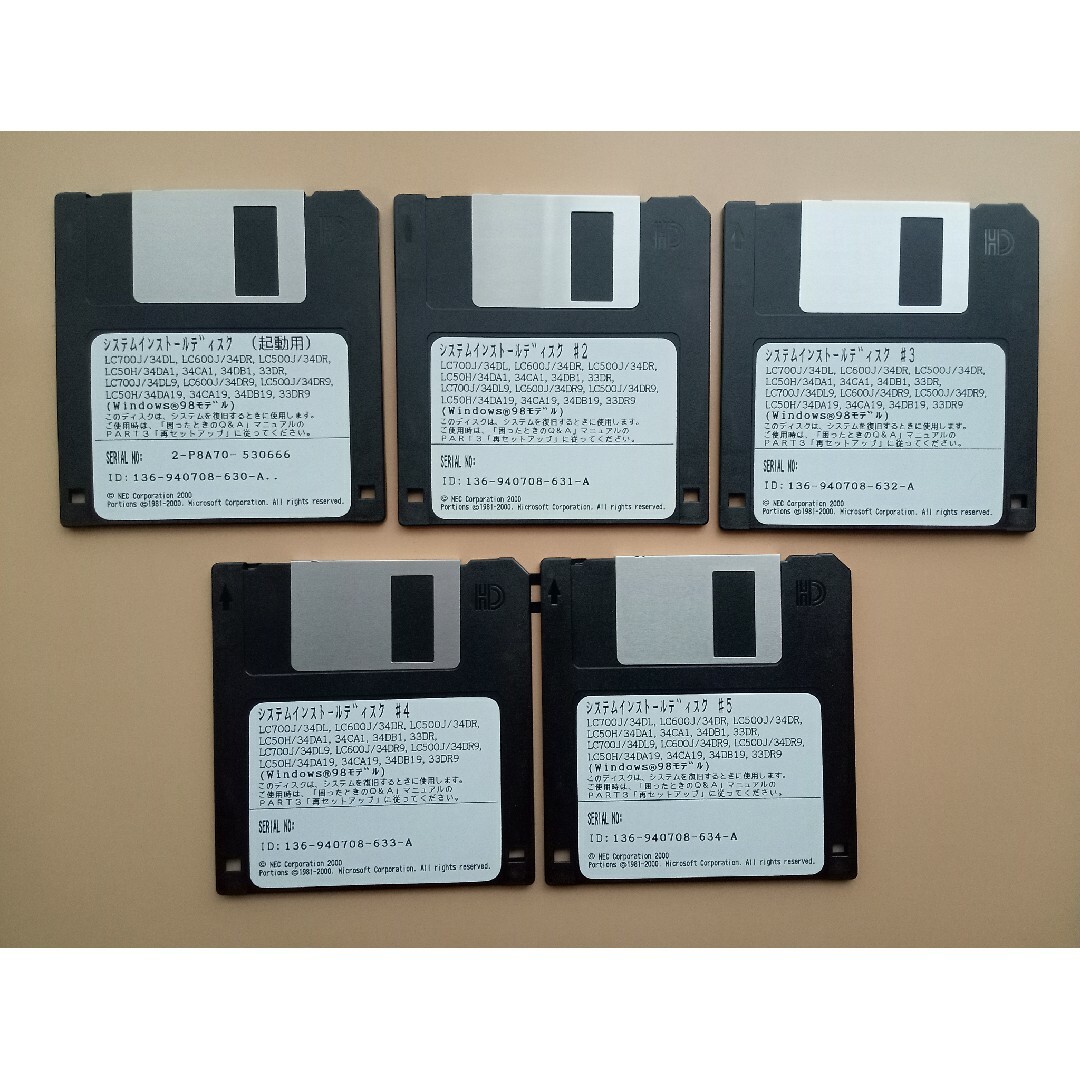 HD
システムインストールディスク (起動用)
LC700J/34DL, LC600J/34DR, LC500J/34DR,
LC50H/34DA1, 34CA1, 34DB1, 33DR,
LC700J/34DL9, LC600J/34DR9, LC500J/34DR9,
LC50H/34DA19, 34CA19, 34DB19, 33DR9
(Windows®98モデル)
このディスクは、システムを復旧するときに使用します。
ご使用時は、「困ったときのQ&A」マニュアルの
PART3「再セットアップ」に従ってください。
SERIAL NO: 2-P8A70- 530666
ID: 136-940708-630-A..
© NEC Corporation 2000
Portions ©1981-2000. Microsoft Corporation. All rights reserved.
HD
システムインストールディスク #2
LC700J/34DL, LC600J/34DR, LC500J/34DR,
LC50H/34DA1, 34CA1, 34DB1, 33DR,
LC700J/34DL9, LC600J/34DR9, LC500J/34DR9,
LC50H/34DA19, 34CA19, 34DB19, 33DR9
(Windows®98モデル)
このディスクは、システムを復旧するときに使用します。
ご使用時は、「困ったときのQ&A」マニュアルの
PART3「再セットアップ」に従ってください。
SERIAL NO:
ID: 136-940708-631-A
© NEC Corporation 2000
Portions ©1981-2000. Microsoft Corporation. All rights reserved.
HD
システムインストールディスク #3
LC700J/34DL, LC600J/34DR, LC500J/34DR,
LC50H/34DA1, 34CA1, 34DB1, 33DR,
LC700J/34DL9, LC600J/34DR9, LC500J/34DR9,
LC50H/34DA19, 34CA19, 34DB19, 33DR9
(Windows®98モデル)
このディスクは、システムを復旧するときに使用します。
ご使用時は、「困ったときのQ&A」マニュアルの
PART3「再セットアップ」に従ってください。
SERIAL NO:
ID: 136-940708-632-A
© NEC Corporation 2000
Portions ©1981-2000. Microsoft Corporation. All rights reserved.
HD
システムインストールディスク #4
LC700J/34DL, LC600J/34DR, LC500J/34DR,
LC50H/34DA1, 34CA1, 34DB1, 33DR,
LC700J/34DL9, LC600J/34DR9, LC500J/34DR9,
LC50H/34DA19, 34CA19, 34DB19, 33DR9
(Windows®98モデル)
このディスクは、システムを復旧するときに使用します。
ご使用時は、「困ったときのQ&A」マニュアルの
PART3「再セットアップ」に従ってください。
SERIAL NO:
ID: 136-940708-633-A
© NEC Corporation 2000
Portions ©1981-2000. Microsoft Corporation. All rights reserved.
HD
システムインストールディスク #5
LC700J/34DL, LC600J/34DR, LC500J/34DR,
LC50H/34DA1, 34CA1, 34DB1, 33DR,
LC700J/34DL9, LC600J/34DR9, LC500J/34DR9,
LC50H/34DA19, 34CA19, 34DB19, 33DR9
(Windows®98モデル)
このディスクは、システムを復旧するときに使用します。
ご使用時は、「困ったときのQ&A」マニュアルの
PART3「再セットアップ」に従ってください。
SERIAL NO:
ID: 136-940708-634-A
© NEC Corporation 2000
Portions ©1981-2000. Microsoft Corporation. All rights reserved.